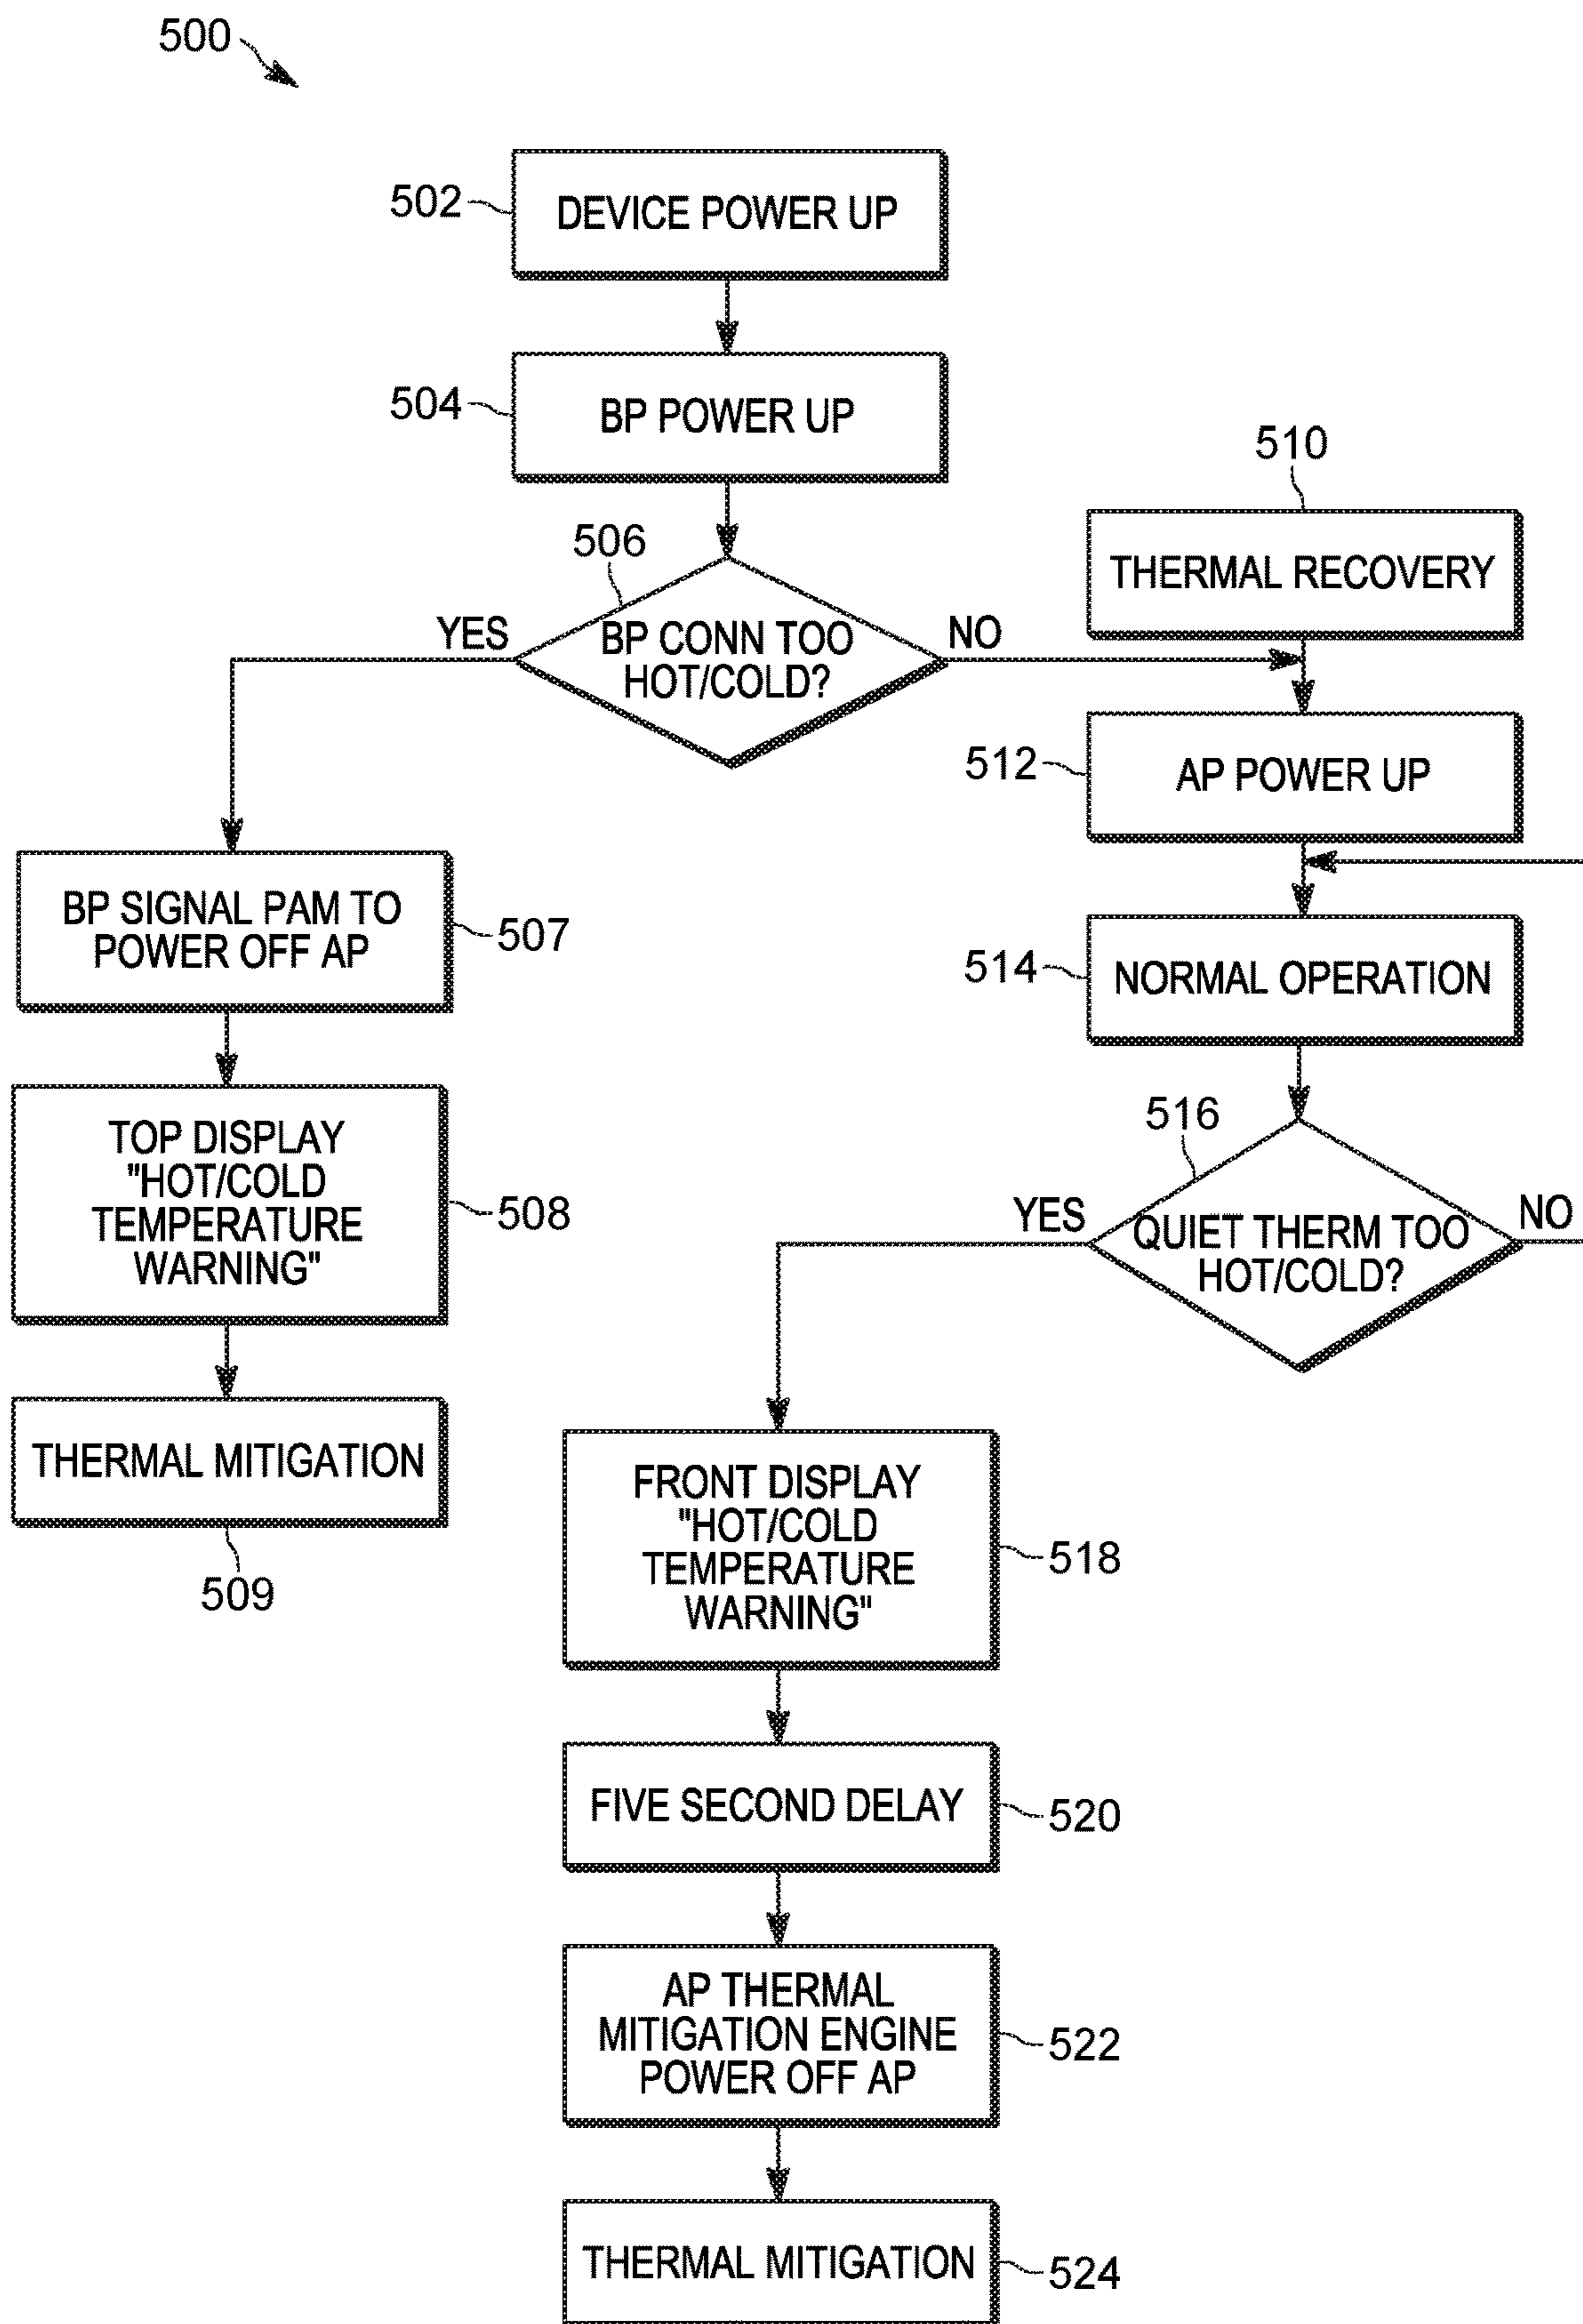 500
502
DEVICE POWER UP
504
BP POWER UP
506
YES
BP CONN TOO
HOT/COLD?
NO
510
THERMAL RECOVERY
512
AP POWER UP
BP SIGNAL PAM TO
POWER OFF AP
507
514
NORMAL OPERATION
TOP DISPLAY
"HOT/COLD
TEMPERATURE
WARNING"
508
516
YES
QUIET THERM TOO
HOT/COLD?
NO
THERMAL MITIGATION
509
FRONT DISPLAY
"HOT/COLD
TEMPERATURE
WARNING"
518
FIVE SECOND DELAY
520
AP THERMAL
MITIGATION ENGINE
POWER OFF AP
522
THERMAL MITIGATION
524